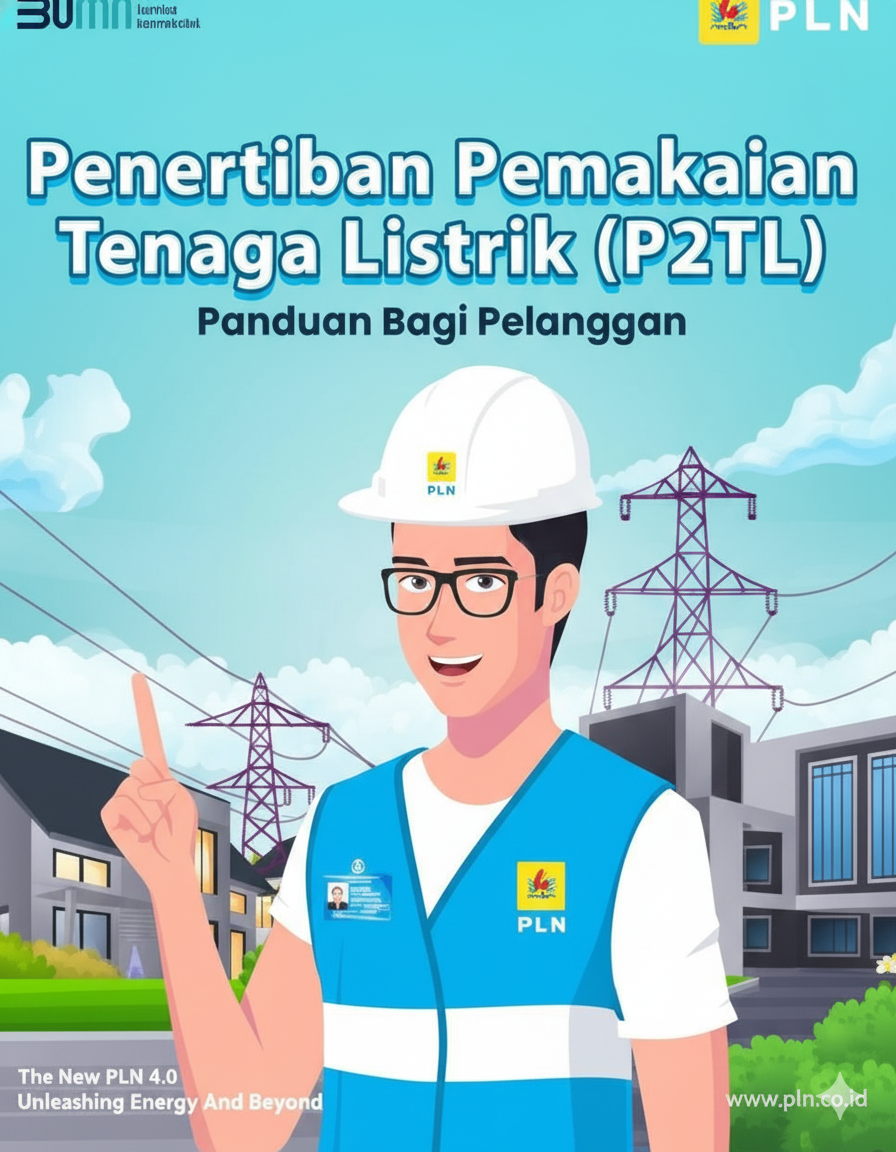 BUMN
PLN
Penertiban Pemakaian
Tenaga Listrik (P2TL)
Panduan Bagi Pelanggan
PLN
PLN
The New PLN 4.0
Unleashing Energy And Beyond
www.pln.co.id